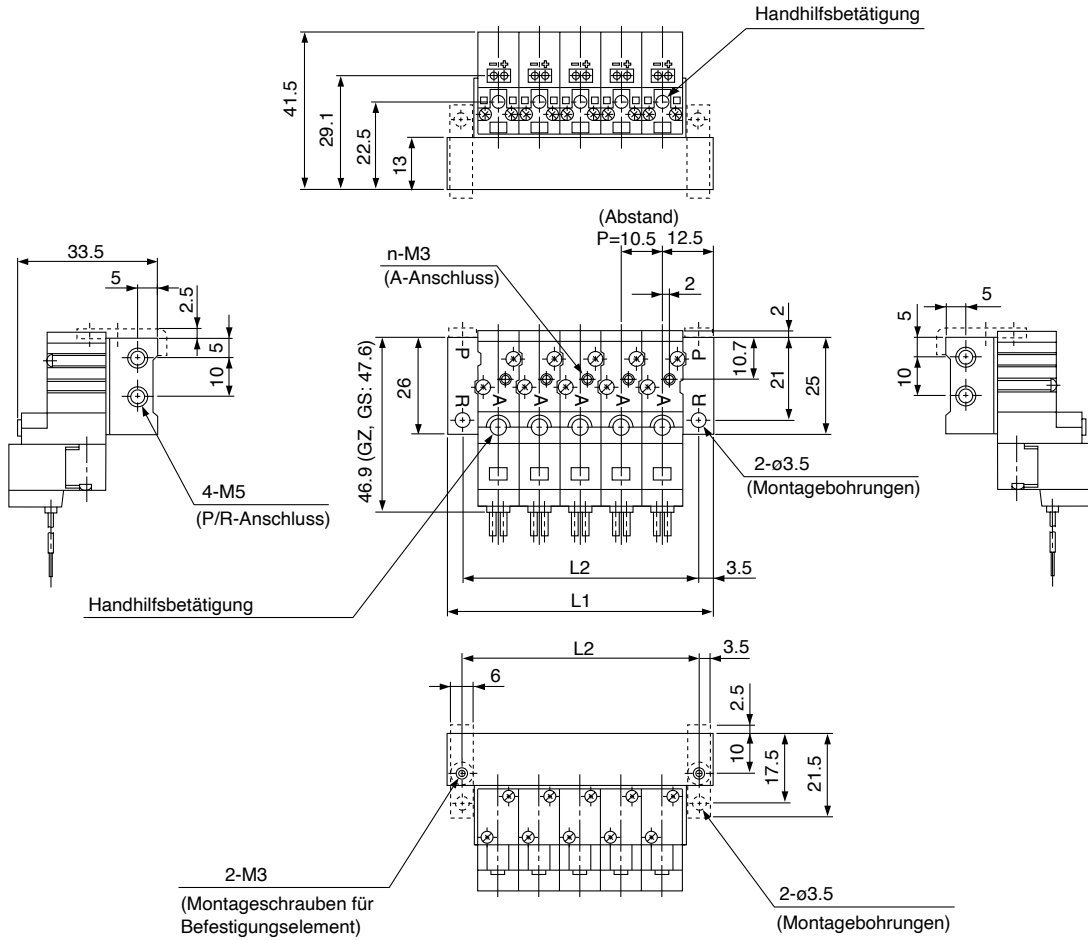 Handhilfsbetätigung
41.5
29.1
22.5
13
(Abstand)
P=10.5
12.5
n-M3
(A-Anschluss)
2
33.5
5
2.5
5
10
4-M5
(P/R-Anschluss)
2
10.7
21
25
26
46.9 (GZ, GS: 47.6)
P
P
R
A
A
A
A
A
R
2-ø3.5
(Montagebohrungen)
5
5
10
L2
3.5
L1
Handhilfsbetätigung
L2
3.5
6
2.5
10
17.5
21.5
2-M3
(Montageschrauben für
Befestigungselement)
2-ø3.5
(Montagebohrungen)